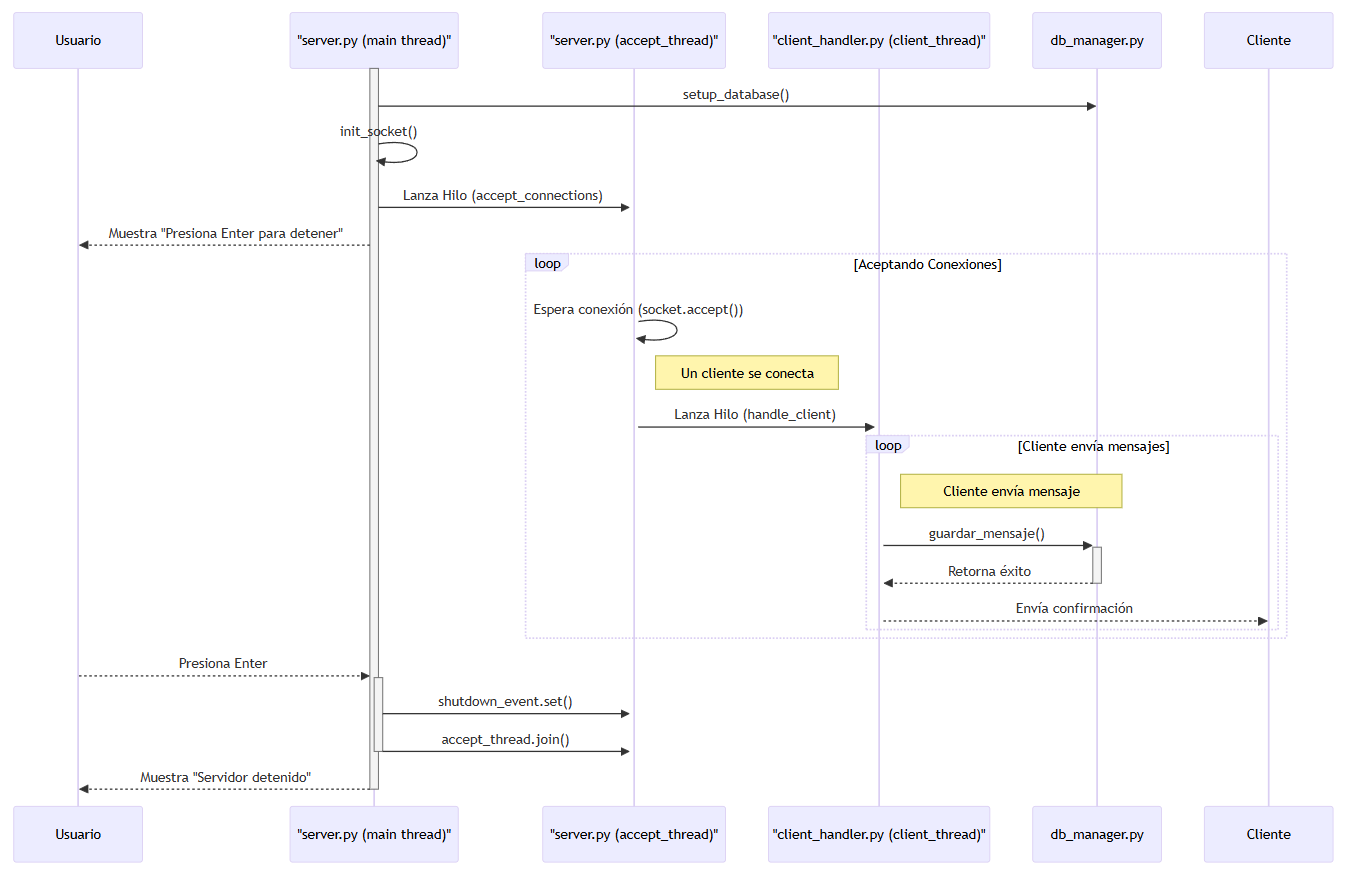 Usuario
"server.py (main thread)"
"server.py (accept_thread)"
"client_handler.py (client_thread)"
db_manager.py
Cliente
setup_database()
init_socket()
Lanza Hilo (accept_connections)
Muestra "Presiona Enter para detener"
loop
[Aceptando Conexiones]
Espera conexión (socket.accept())
Un cliente se conecta
Lanza Hilo (handle_client)
loop
[Cliente envía mensajes]
Cliente envía mensaje
guardar_mensaje()
Retorna éxito
Envía confirmación
Presiona Enter
shutdown_event.set()
accept_thread.join()
Muestra "Servidor detenido"
Usuario
"server.py (main thread)"
"server.py (accept_thread)"
"client_handler.py (client_thread)"
db_manager.py
Cliente